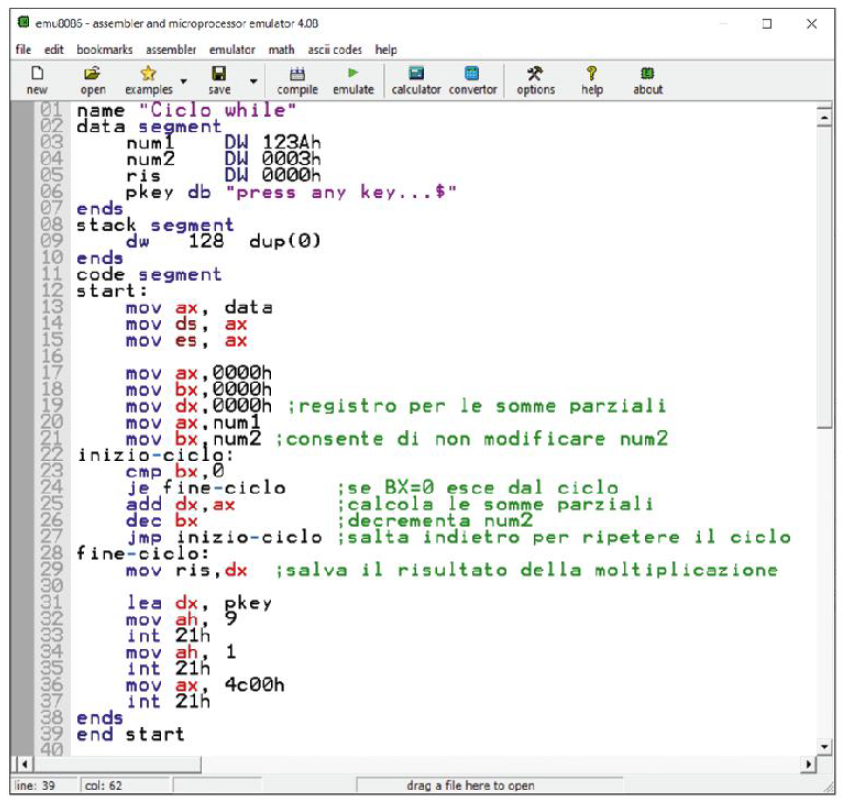 emu8086 - assembler and microprocessor emulator 4.08
file edit bookmarks assembler emulator math ascii codes help
new open examples save compile emulate calculator convertor options help about
01 name "Ciclo while"
02 data segment
03 num1 DW 123Ah
04 num2 DW 0003h
05 ris DW 0000h
06 pkey db "press any key...$"
07 ends
08 stack segment
09 dw 128 dup(0)
10 ends
11 code segment
12 start:
13 mov ax, data
14 mov ds, ax
15 mov es, ax
16
17 mov ax,0000h
18 mov bx,0000h
19 mov dx,0000h ;registro per le somme parziali
20 mov ax,num1
21 mov bx,num2 ;consente di non modificare num2
22 inizio-ciclo:
23 cmp bx,0
24 je fine-ciclo ;se BX=0 esce dal ciclo
25 add dx,ax ;calcola le somme parziali
26 dec bx ;decrementa num2
27 jmp inizio-ciclo ;salta indietro per ripetere il ciclo
28 fine-ciclo:
29 mov ris,dx ;salva il risultato della moltiplicazione
30
31 lea dx, pkey
32 mov ah, 9
33 int 21h
34 mov ah, 1
35 int 21h
36 mov ax, 4c00h
37 int 21h
38 ends
39 end start
40
line: 39 col: 62 drag a file here to open